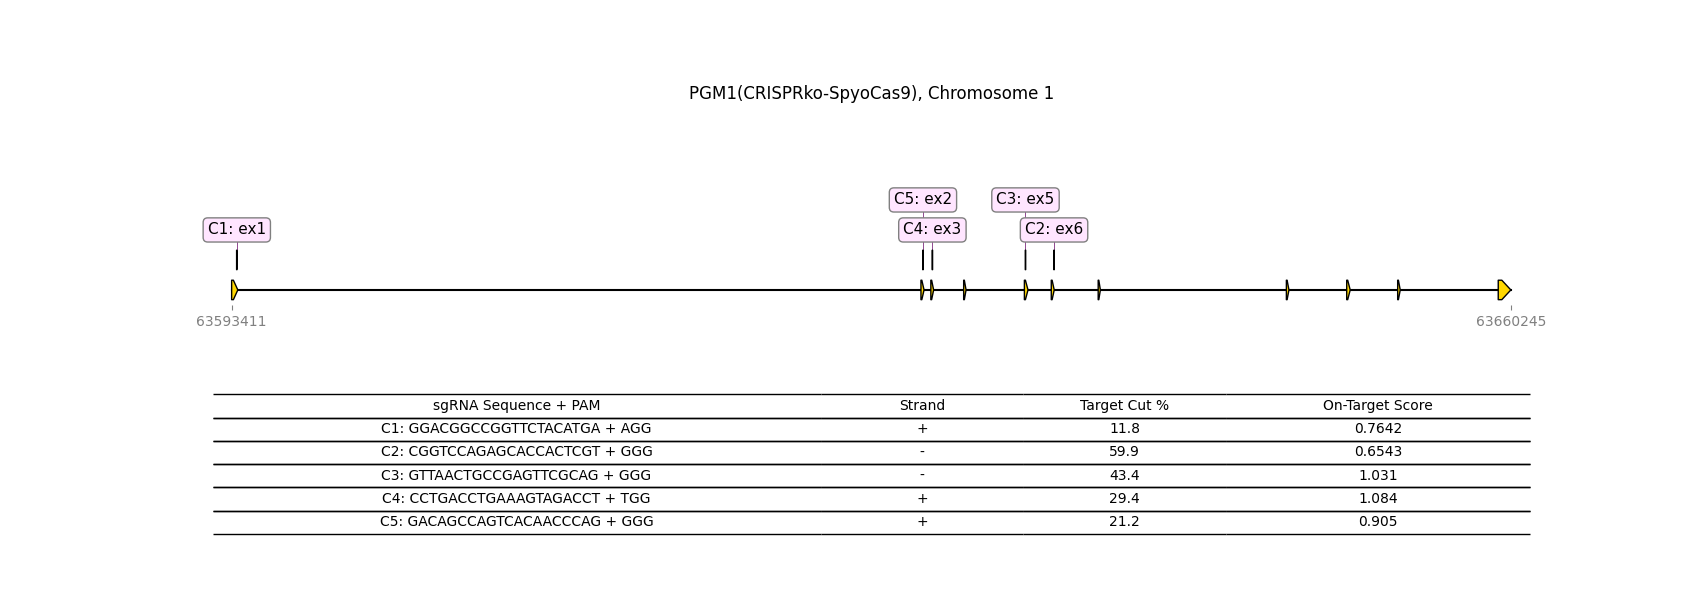 PGM1(CRISPRko-SpyoCas9), Chromosome 1
C5: ex2 C3: ex5
C1: ex1 C4: ex3 C2: ex6
63593411 63660245
sgRNA Sequence + PAM Strand Target Cut % On-Target Score
C1: GGACGGCCGGTTCTACATGA + AGG + 11.8 0.7642
C2: CGGTCCAGAGCACCACTCGT + GGG - 59.9 0.6543
C3: GTTAACTGCCGAGTTCGCAG + GGG - 43.4 1.031
C4: CCTGACCTGAAAGTAGACCT + TGG + 29.4 1.084
C5: GACAGCCAGTCACAACCCAG + GGG + 21.2 0.905